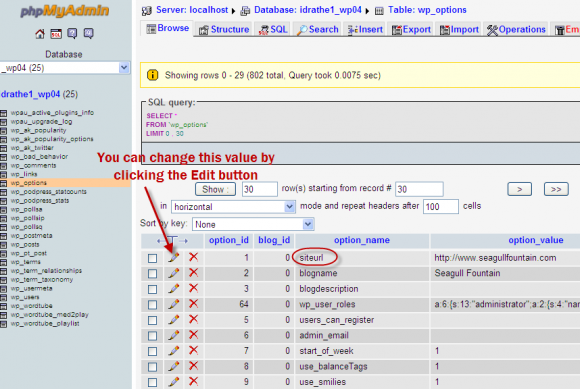 phpMyAdmin
Database
_wp04 (25)
idrathe1_wp04 (25)
wpau_active_plugins_info
wpau_upgrade_log
wp_ak_popularity
wp_ak_popularity_options
wp_ak_twitter
wp_bad_behavior
wp_comments
wp_links
wp_options
wp_podpress_statcounts
wp_podpress_stats
wp_pollsa
wp_pollsip
wp_pollsq
wp_postmeta
wp_posts
wp_pt_post
wp_terms
wp_term_relationships
wp_term_taxonomy
wp_usermeta
wp_users
wp_wordtube
wp_wordtube_med2play
wp_wordtube_playlist
Server: localhost Database: idrathe1_wp04 Table: wp_options
Browse Structure SQL Search Insert Export Import Operations Em
Showing rows 0 - 29 (802 total, Query took 0.0075 sec)
SQL query:
SELECT *
FROM `wp_options`
LIMIT 0 , 30
You can change this value by
clicking the Edit button
Show : 30 row(s) starting from record # 30 > >>
in horizontal mode and repeat headers after 100 cells
Sort by key: None
←T→ option_id blog_id option_name option_value
1 0 siteurl http://www.seagullfountain.com
2 0 blogname Seagull Fountain
3 0 blogdescription
64 0 wp_user_roles a:6:{s:13:"administrator";a:2:{s:4:"nar
5 0 users_can_register
6 0 admin_email
7 0 start_of_week 1
8 0 use_balanceTags 1
9 0 use_smilies 1